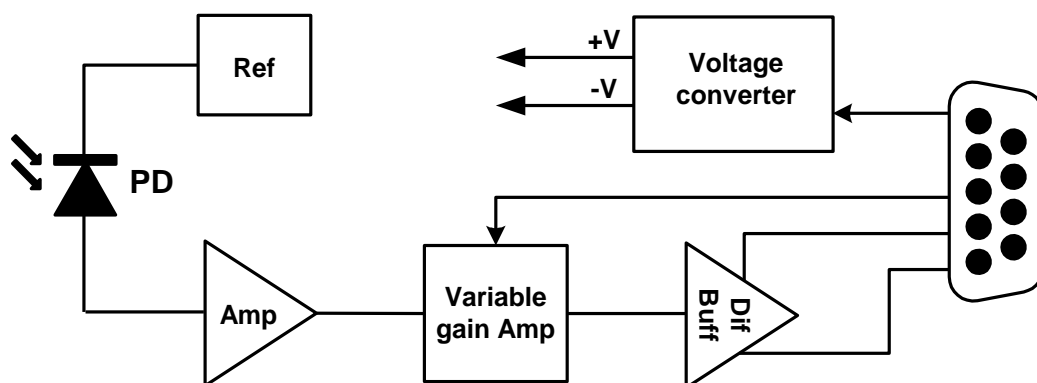 Ref
+V
-V
Voltage
converter
PD
Amp
Variable
gain Amp
Dif
Buff